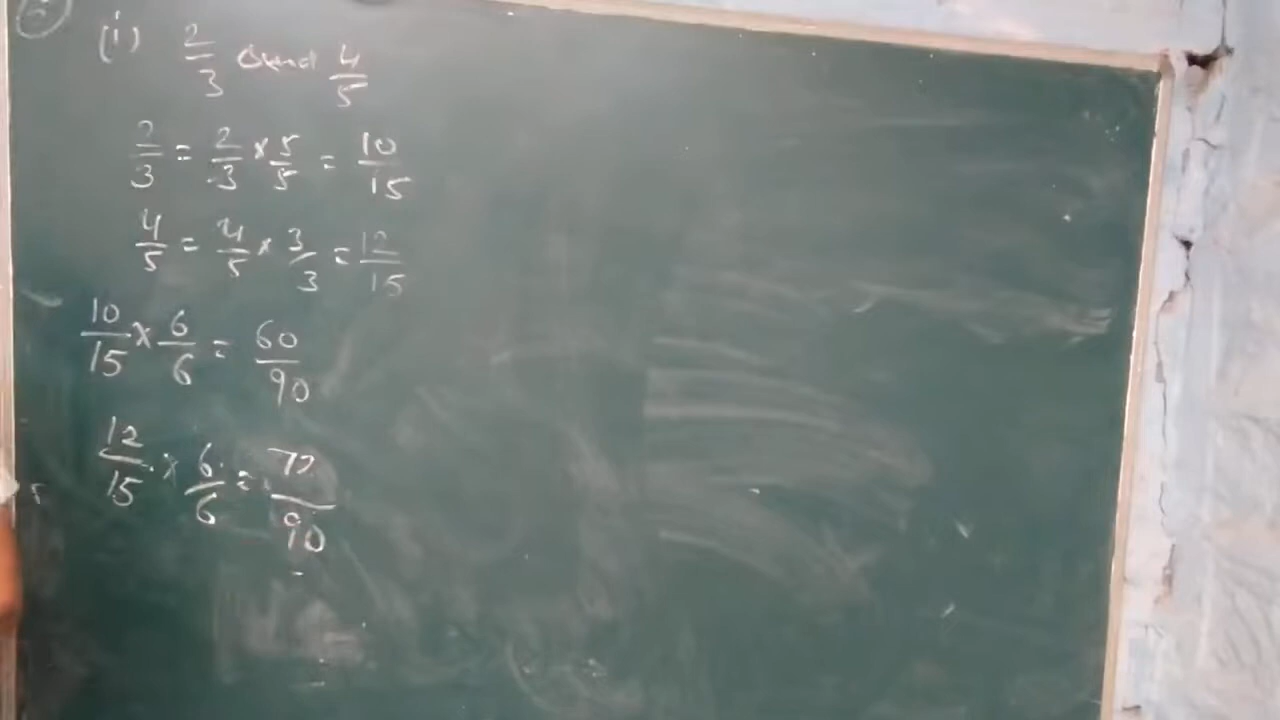 (i) 2/3 and 4/5
2/3 = 2/3 × 5/5 = 10/15
4/5 = 4/5 × 3/3 = 12/15
10/15 × 6/6 = 60/90
12/15 × 6/6 = 72/90